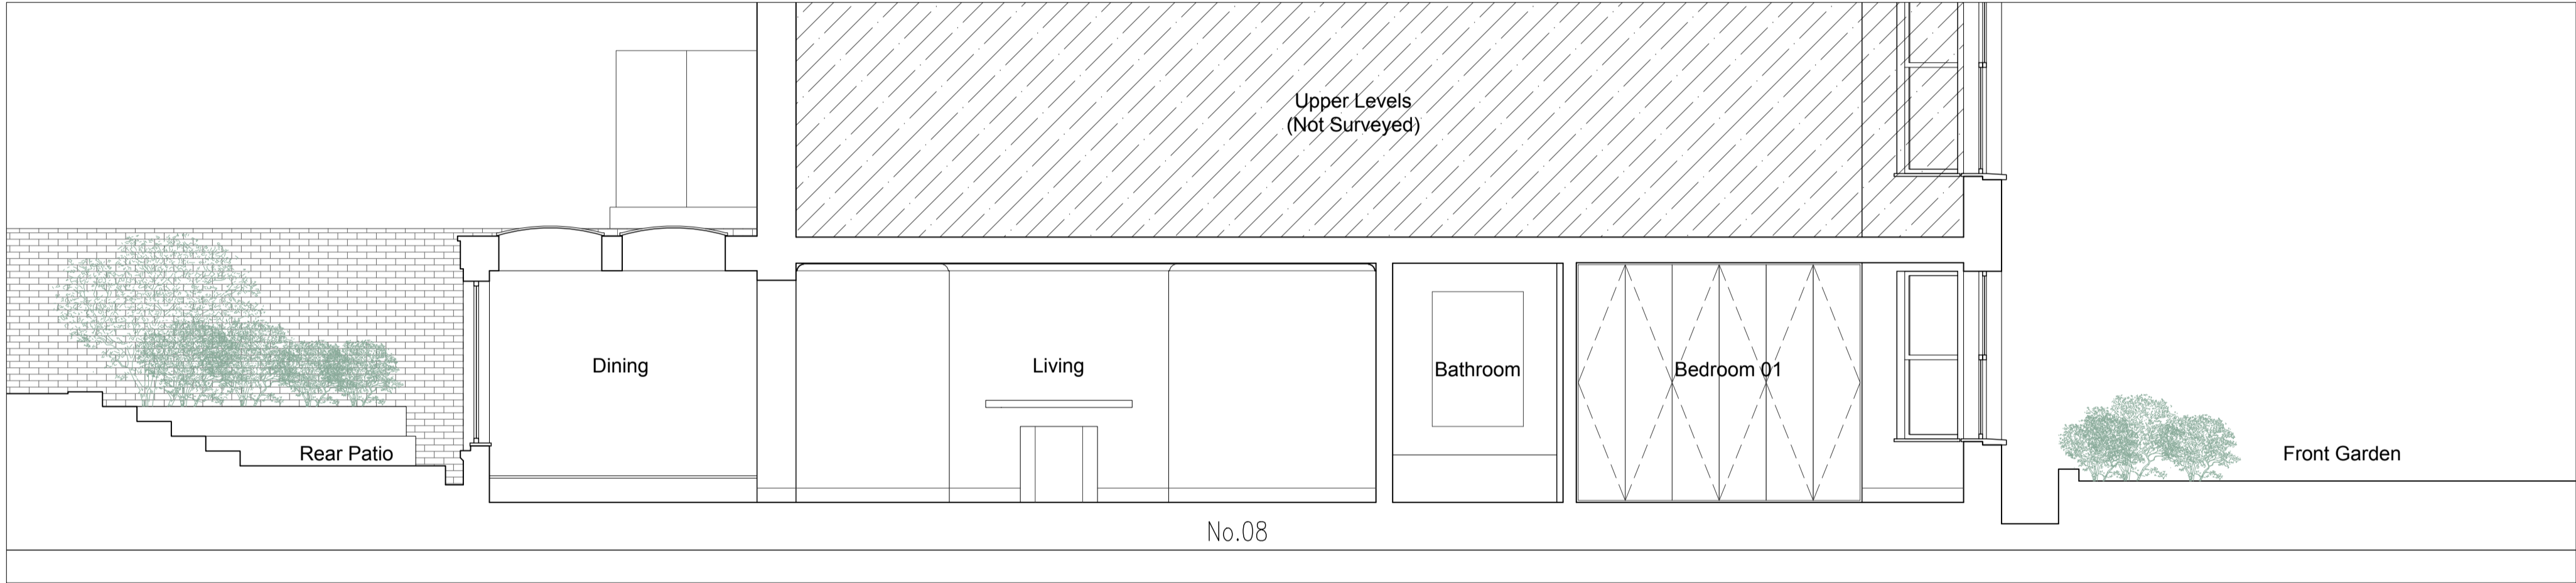 Upper Levels
(Not Surveyed)
Dining
Living
Bathroom
Bedroom 01
Rear Patio
Front Garden
No.08